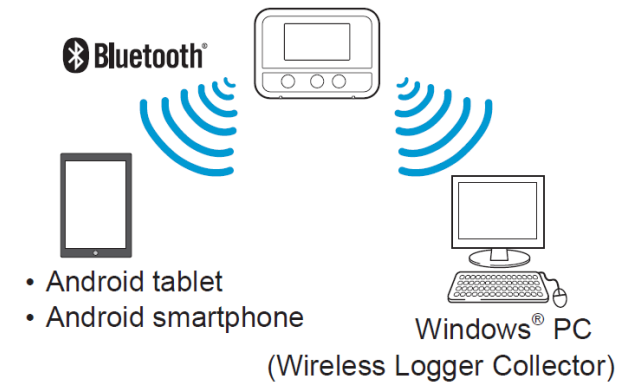 Bluetooth®
• Android tablet
• Android smartphone
Windows® PC
(Wireless Logger Collector)